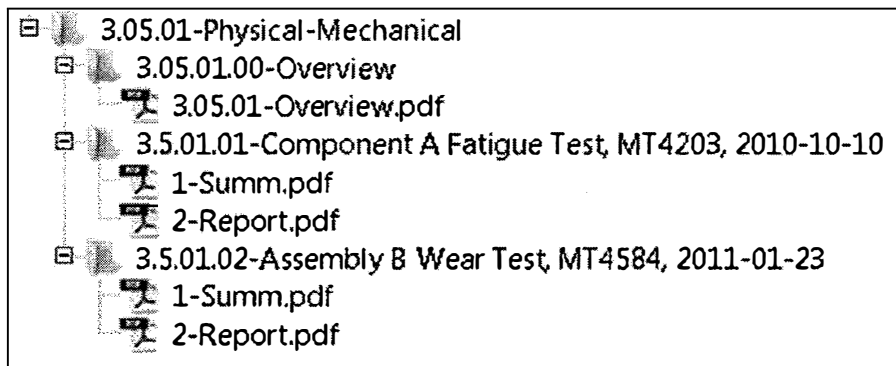 3.05.01-Physical-Mechanical
3.05.01.00-Overview
3.05.01-Overview.pdf
3.5.01.01-Component A Fatigue Test, MT4203, 2010-10-10
1-Summ.pdf
2-Report.pdf
3.5.01.02-Assembly B Wear Test, MT4584, 2011-01-23
1-Summ.pdf
2-Report.pdf